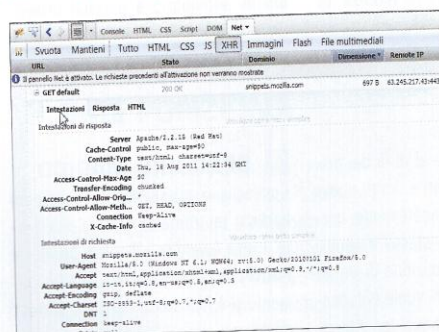 Console HTML CSS Script DOM Net
Svuota Mantieni Tutto HTML CSS JS XHR Immagini Flash File multimediali
URL Stato Dominio Dimensione Remote IP
Il pannello Net è attivato. Le richieste precedenti all'attivazione non verranno mostrate
GET default 200 OK snippets.mozilla.com 697 B 63.245.217.43:443
Intestazioni Risposta HTML
Intestazioni di risposta
Server Apache/2.2.15 (Red Hat)
Cache-Control public, max-age=90
Content-Type text/html; charset=utf-8
Date Thu, 18 Aug 2011 14:22:34 GMT
Access-Control-Max-Age
Transfer-Encoding chunked
Access-Control-Allow-Orig... *
Access-Control-Allow-Meth... GET, HEAD, OPTIONS
Connection Keep-Alive
X-Cache-Info cached
Intestazioni di richiesta
Host snippets.mozilla.com
User-Agent Mozilla/5.0 (Windows NT 6.1; WOW64; rv:5.0) Gecko/20100101 Firefox/5.0
Accept text/html,application/xhtml+xml,application/xml;q=0.9,*/*;q=0.8
Accept-Language it-it,it;q=0.8,en-us;q=0.5,en;q=0.3
Accept-Encoding gzip, deflate
Accept-Charset ISO-8859-1,utf-8;q=0.7,*;q=0.7
DNT 1
Connection keep-alive